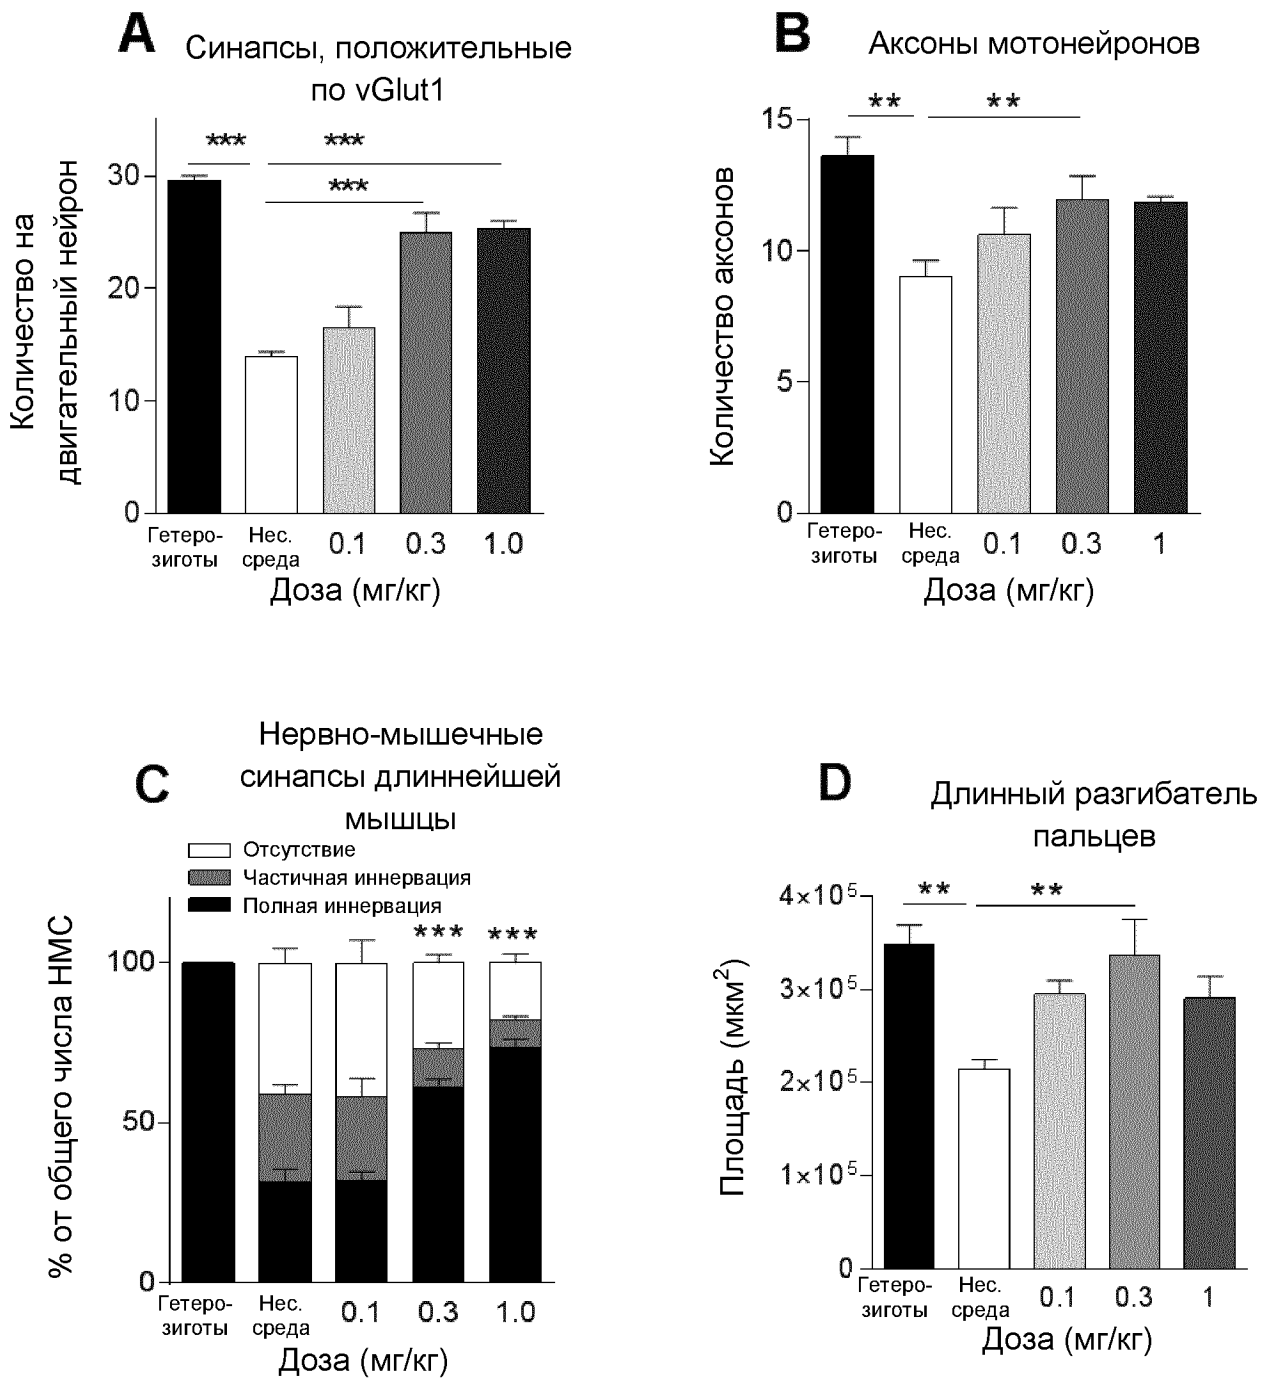 A
Синапсы, положительные
по vGlut1
Количество на
двигательный нейрон
30
20
10
0
***
***
***
Гетеро-
зиготы
Нес.
среда
0.1
0.3
1.0
Доза (мг/кг)
B
Аксоны мотонейронов
Количество аксонов
15
10
5
0
**
**
Гетеро-
зиготы
Нес.
среда
0.1
0.3
1
Доза (мг/кг)
C
Нервно-мышечные
синапсы длиннейшей
мышцы
Отсутствие
Частичная иннервация
Полная иннервация
% от общего числа НМС
100
50
0
***
***
Гетеро-
зиготы
Нес.
среда
0.1
0.3
1.0
Доза (мг/кг)
D
Длинный разгибатель
пальцев
Площадь (мкм²)
4×10⁵
3×10⁵
2×10⁵
1×10⁵
0
**
**
Гетеро-
зиготы
Нес.
среда
0.1
0.3
1
Доза (мг/кг)